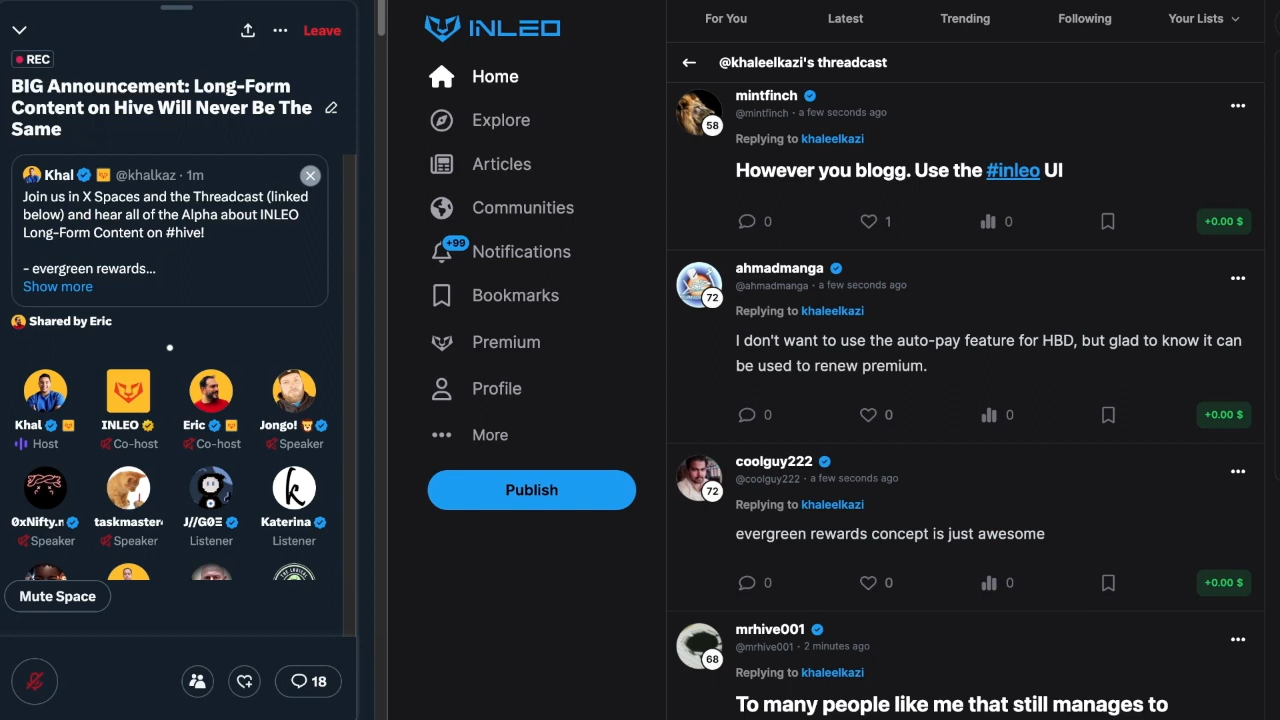 Leave
REC
BIG Announcement: Long-Form
Content on Hive Will Never Be The
Same
Khal @khalkaz · 1m
Join us in X Spaces and the Threadcast (linked
below) and hear all of the Alpha about INLEO
Long-Form Content on #hive!
- evergreen rewards...
Show more
Shared by Eric
Khal INLEO Eric Jongo!
Host Co-host Co-host Speaker
0xNifty.n taskmaster J//GΘΞ Katerina
Speaker Speaker Listener Listener
Mute Space
18
INLEO
Home
Explore
Articles
Communities
+99
Notifications
Bookmarks
Premium
Profile
More
Publish
For You Latest Trending Following Your Lists
@khaleelkazi's threadcast
mintfinch
58
@mintfinch · a few seconds ago
Replying to khaleelkazi
However you blogg. Use the #inleo UI
0 1 0 +0.00 $
ahmadmanga
72
@ahmadmanga · a few seconds ago
Replying to khaleelkazi
I don't want to use the auto-pay feature for HBD, but glad to know it can
be used to renew premium.
0 0 0 +0.00 $
coolguy222
72
@coolguy222 · a few seconds ago
Replying to khaleelkazi
evergreen rewards concept is just awesome
0 0 0 +0.00 $
mrhive001
68
@mrhive001 · 2 minutes ago
Replying to khaleelkazi
To many people like me that still manages to